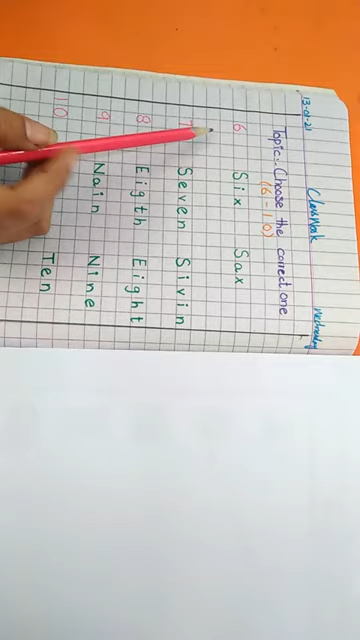 13-01-21 ClassWork Wednesday
Topic: Choose the correct one
(6-10)
6 Six Sax
7 Seven Sivin
8 Eigth Eight
9 Nain Nine
10 Ten